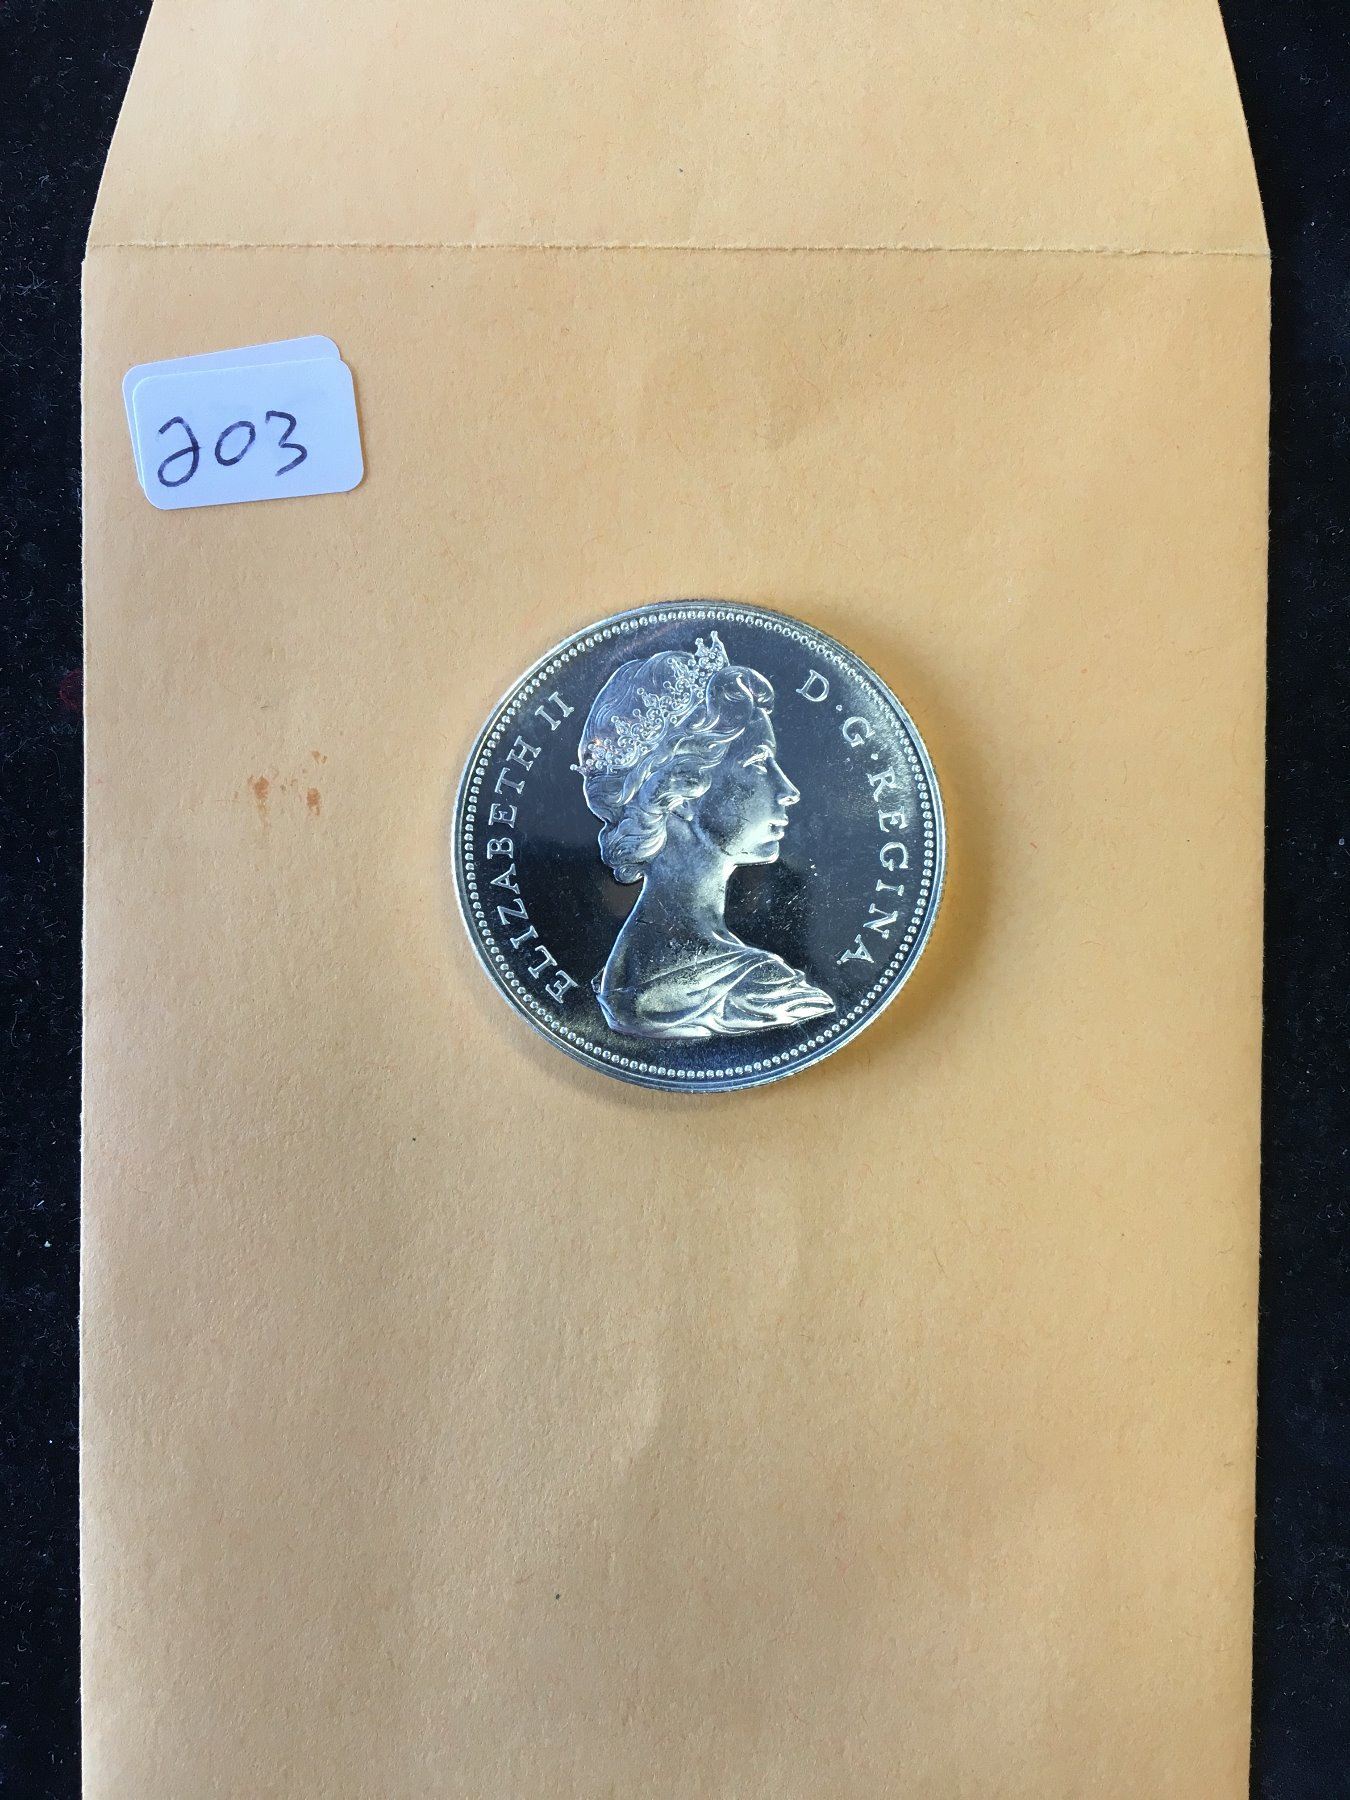 203
ELIZABETH II D·G·REGINA